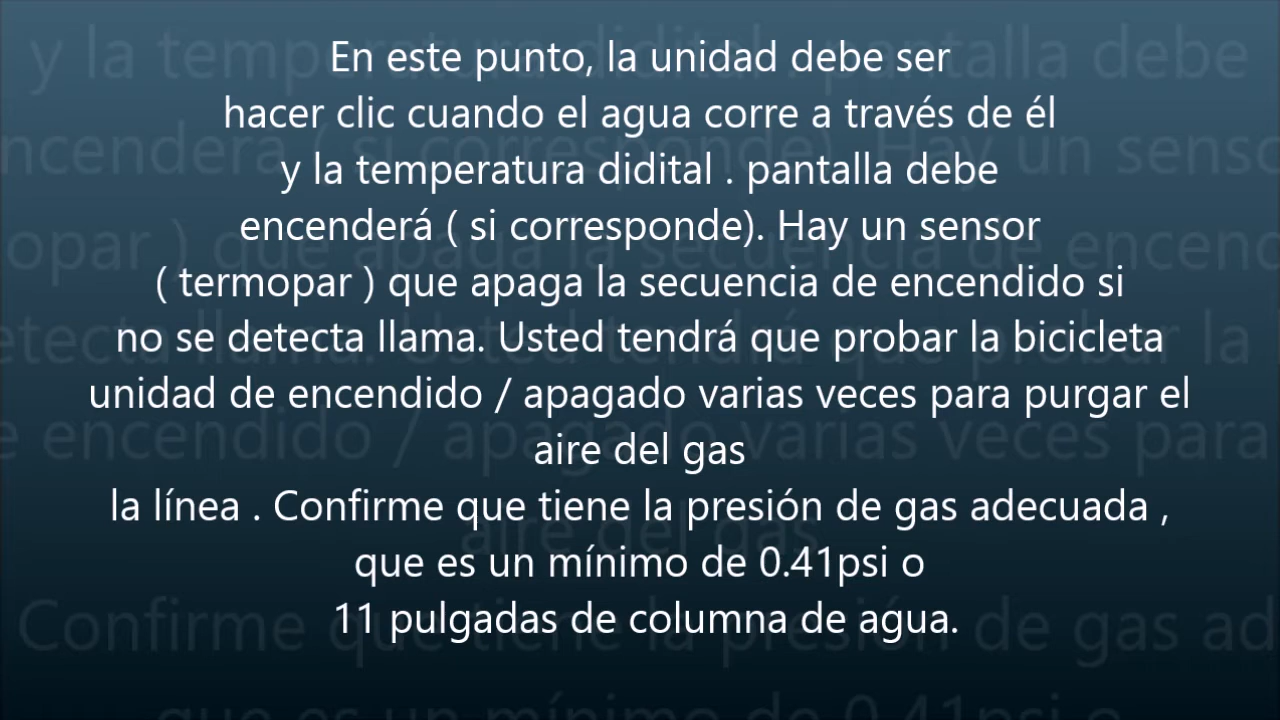 En este punto, la unidad debe ser
hacer clic cuando el agua corre a través de él
y la temperatura didital . pantalla debe
encenderá ( si corresponde). Hay un sensor
( termopar ) que apaga la secuencia de encendido si
no se detecta llama. Usted tendrá que probar la bicicleta
unidad de encendido / apagado varias veces para purgar el
aire del gas
la línea . Confirme que tiene la presión de gas adecuada ,
que es un mínimo de 0.41psi o
11 pulgadas de columna de agua.